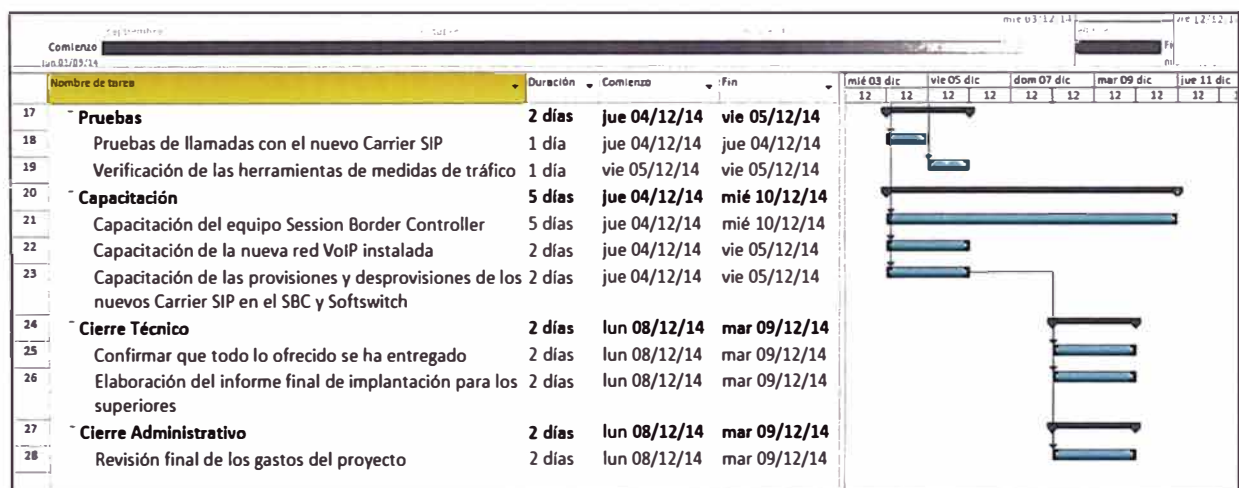 mié 03/12/14
vie 12/12/1
septiembre
Comienzo
lun 01/09/14
Nombre de tarea Duración Comienzo Fin mié 03 dic vie 05 dic dom 07 dic mar 09 dic jue 11 dic
12 12 12 12 12 12 12 12 12
17 Pruebas 2 días jue 04/12/14 vie 05/12/14
18 Pruebas de llamadas con el nuevo Carrier SIP 1 día jue 04/12/14 jue 04/12/14
19 Verificación de las herramientas de medidas de tráfico 1 día vie 05/12/14 vie 05/12/14
20 Capacitación 5 días jue 04/12/14 mié 10/12/14
21 Capacitación del equipo Session Border Controller 5 días jue 04/12/14 mié 10/12/14
22 Capacitación de la nueva red VoIP instalada 2 días jue 04/12/14 vie 05/12/14
23 Capacitación de las provisiones y desprovisiones de los 2 días jue 04/12/14 vie 05/12/14
nuevos Carrier SIP en el SBC y Softswitch
24 Cierre Técnico 2 días lun 08/12/14 mar 09/12/14
25 Confirmar que todo lo ofrecido se ha entregado 2 días lun 08/12/14 mar 09/12/14
26 Elaboración del informe final de implantación para los 2 días lun 08/12/14 mar 09/12/14
superiores
27 Cierre Administrativo 2 días lun 08/12/14 mar 09/12/14
28 Revisión final de los gastos del proyecto 2 días lun 08/12/14 mar 09/12/14